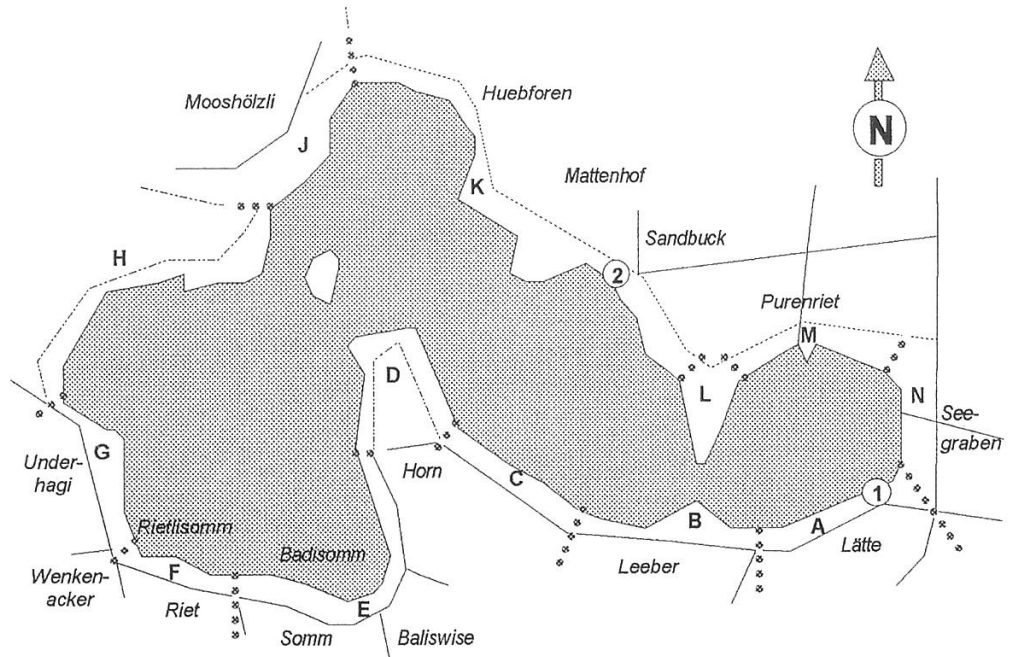 Mooshölzli
Huebforen
N
J
K
Mattenhof
Sandbuck
H
2
Purenriet
M
D
L
N
See-
graben
G
Under-
hagi
Horn
C
1
Rietlisomm
B
A
Badisomm
Lätte
Leeber
Wenken-
acker
F
Riet
E
Somm
Baliswise